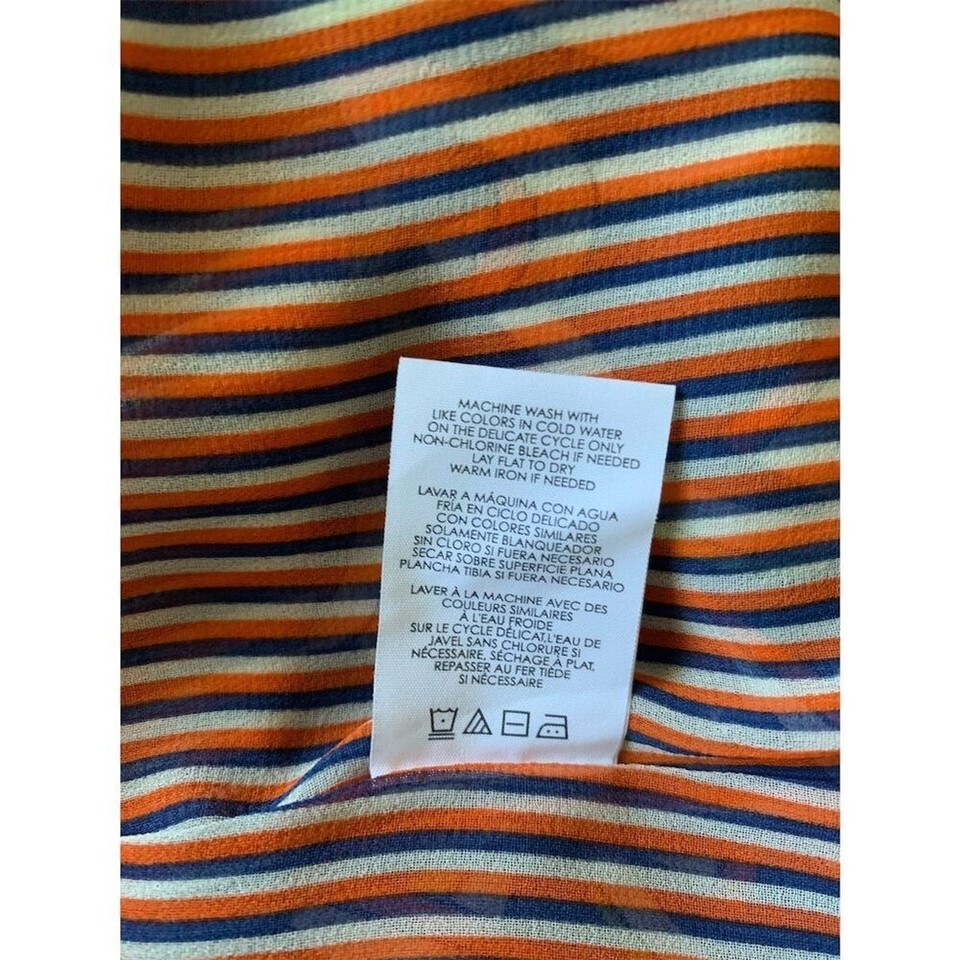 MACHINE WASH WITH
LIKE COLORS IN COLD WATER
ON THE DELICATE CYCLE ONLY
NON-CHLORINE BLEACH IF NEEDED
LAY FLAT TO DRY
WARM IRON IF NEEDED
LAVAR A MÁQUINA CON AGUA
FRÍA EN CICLO DELICADO
CON COLORES SIMILARES
SOLAMENTE BLANQUEADOR
SIN CLORO SI FUERA NECESARIO
SECAR SOBRE SUPERFICIE PLANA
PLANCHA TIBIA SI FUERA NECESARIO
LAVER À LA MACHINE AVEC DES
COULEURS SIMILAIRES
À L'EAU FROIDE
SUR LE CYCLE DÉLICAT,L'EAU DE
JAVEL SANS CHLORURE SI
NÉCESSAIRE, SÉCHAGE À PLAT,
REPASSER AU FER TIÈDE
SI NÉCESSAIRE